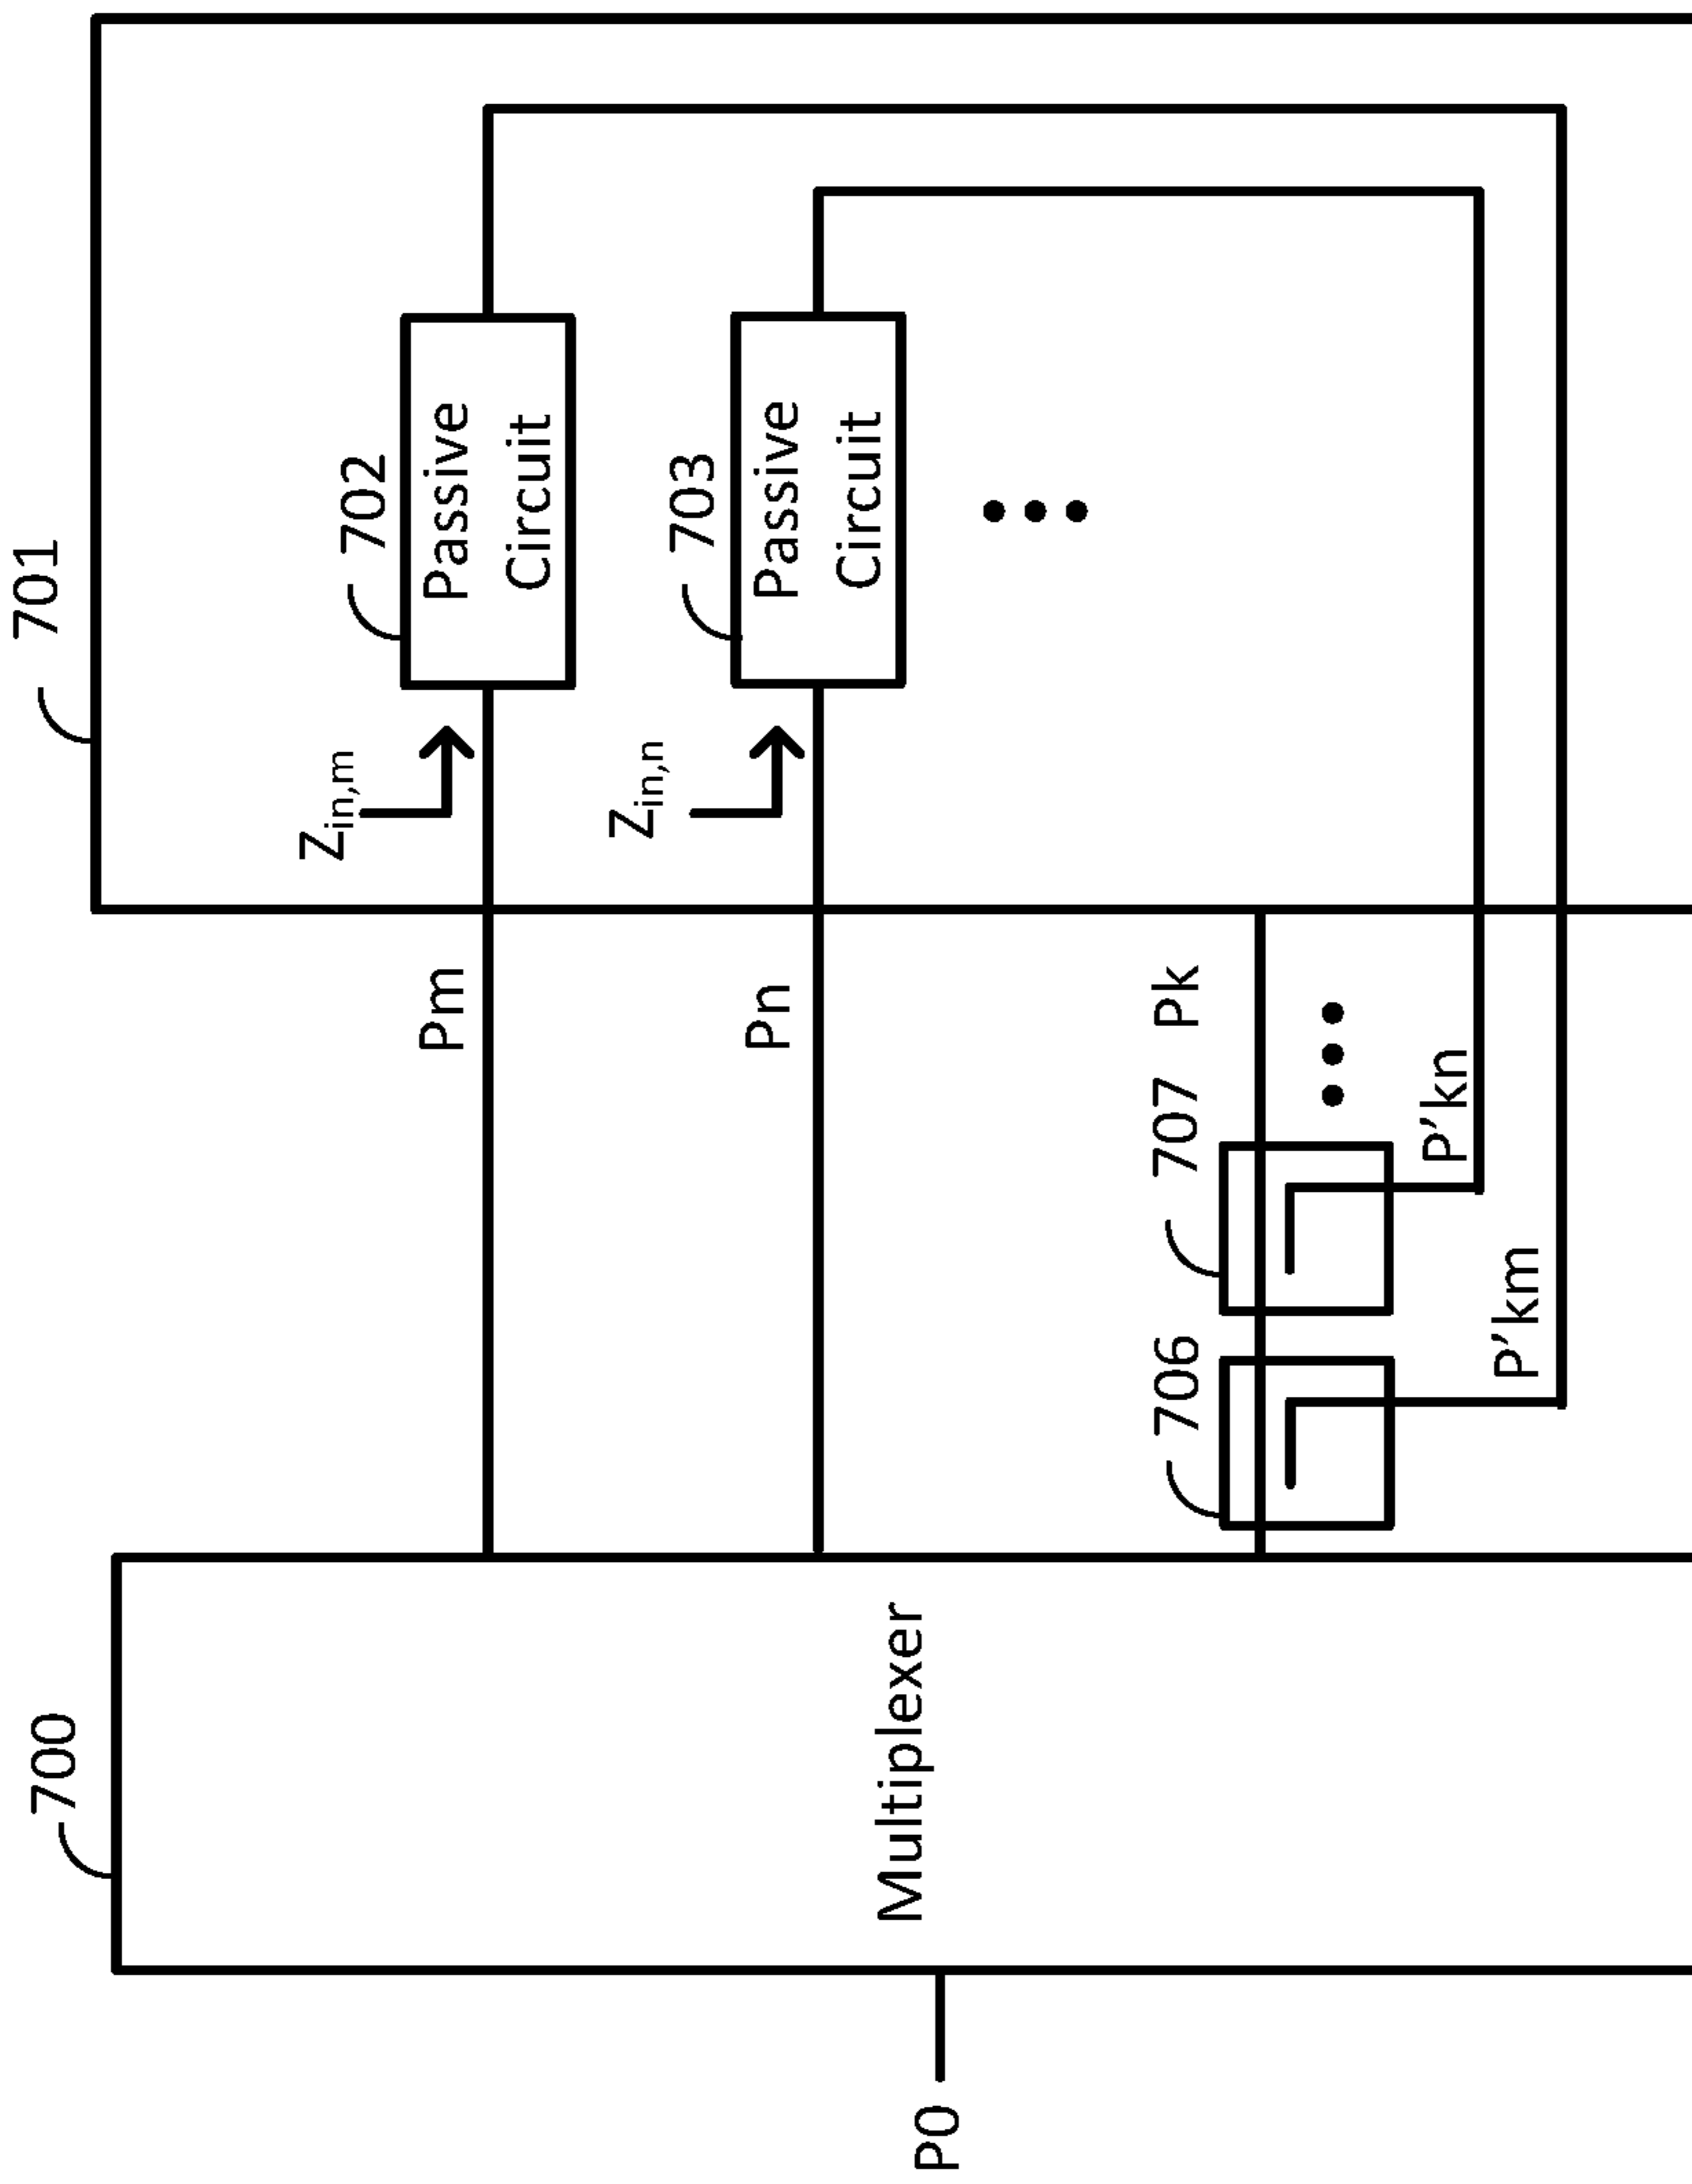 700
701
702
Z_in,m
Pm
Passive
Circuit
703
Z_in,n
Pn
Passive
Circuit
Multiplexer
P0
706
707
Pk
P'kn
P'km